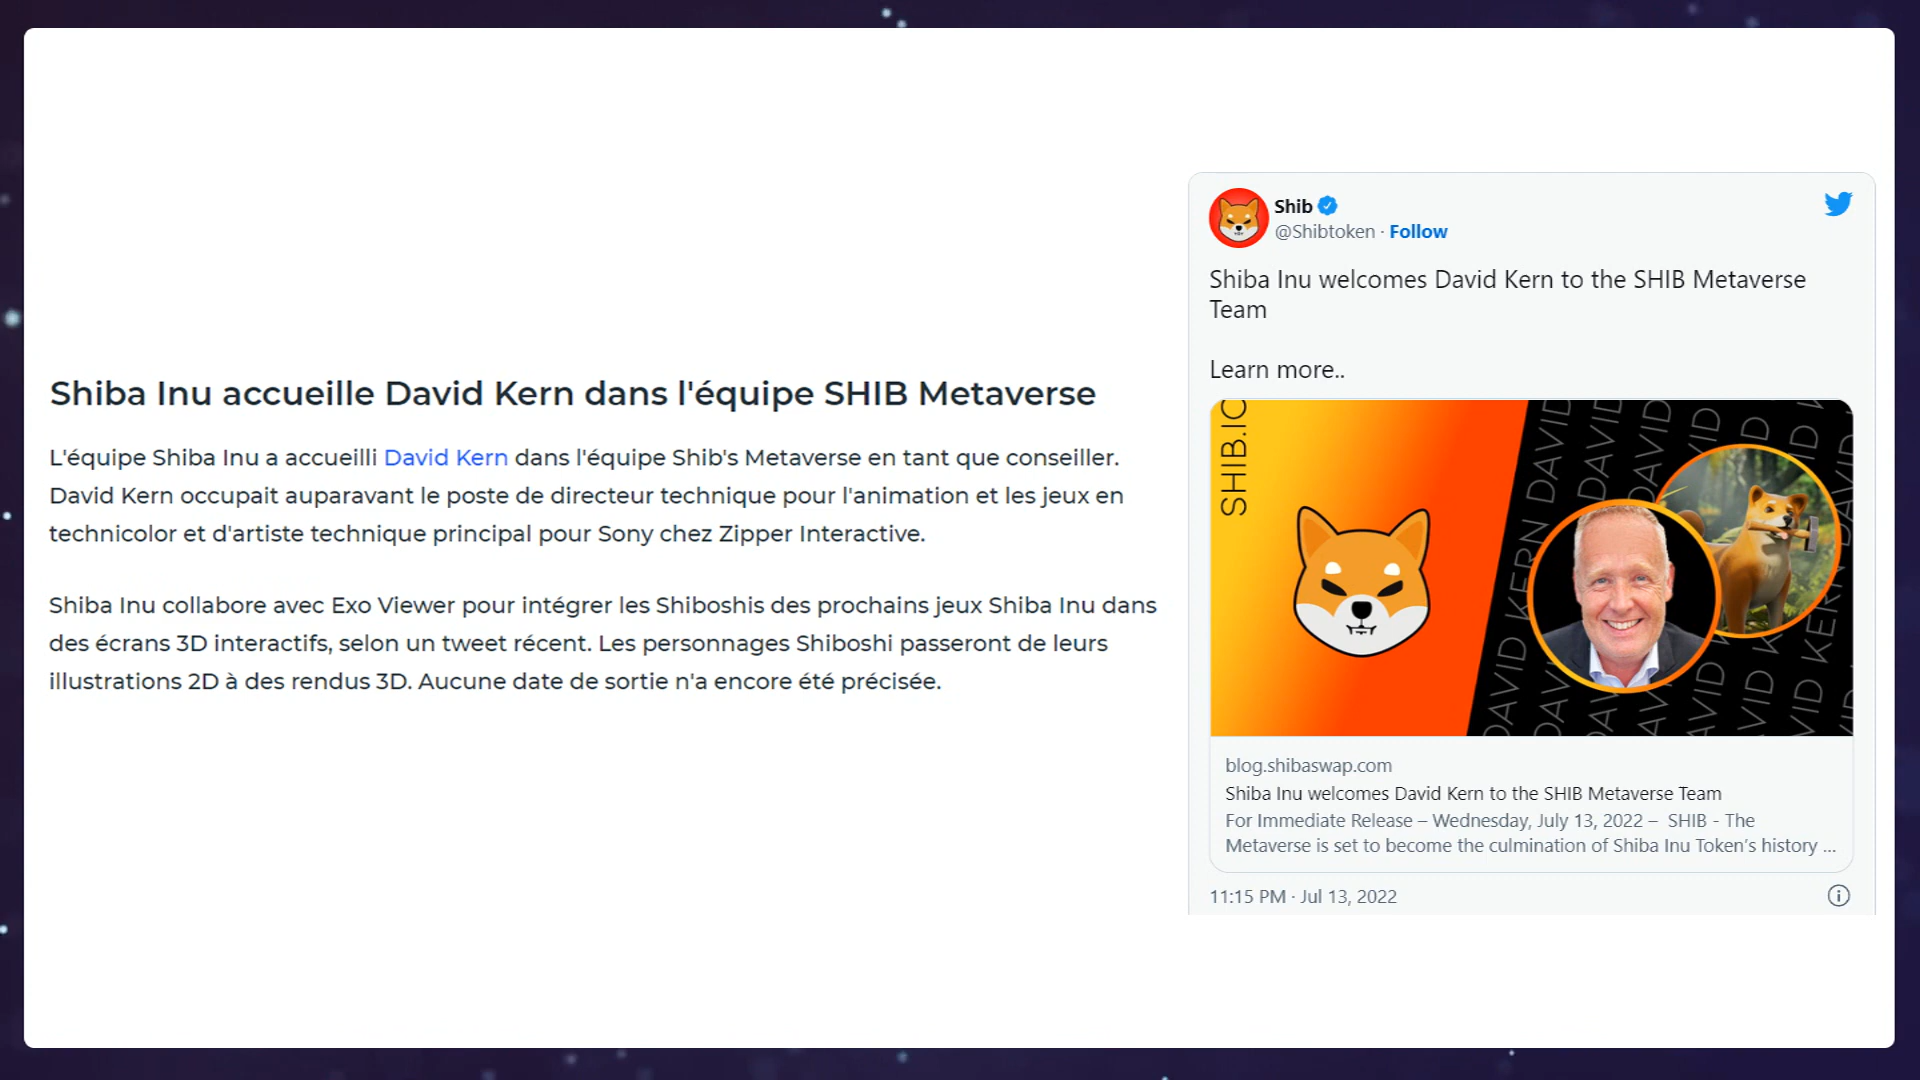 Shiba Inu accueille David Kern dans l'équipe SHIB Metaverse
L'équipe Shiba Inu a accueilli David Kern dans l'équipe Shib's Metaverse en tant que conseiller.
David Kern occupait auparavant le poste de directeur technique pour l'animation et les jeux en
technicolor et d'artiste technique principal pour Sony chez Zipper Interactive.
Shiba Inu collabore avec Exo Viewer pour intégrer les Shiboshis des prochains jeux Shiba Inu dans
des écrans 3D interactifs, selon un tweet récent. Les personnages Shiboshi passeront de leurs
illustrations 2D à des rendus 3D. Aucune date de sortie n'a encore été précisée.
Shib
@Shibtoken · Follow
Shiba Inu welcomes David Kern to the SHIB Metaverse
Team
Learn more..
SHIB.IO
DAVID KERN DAVID
blog.shibaswap.com
Shiba Inu welcomes David Kern to the SHIB Metaverse Team
For Immediate Release – Wednesday, July 13, 2022 – SHIB - The
Metaverse is set to become the culmination of Shiba Inu Token's history ...
11:15 PM · Jul 13, 2022